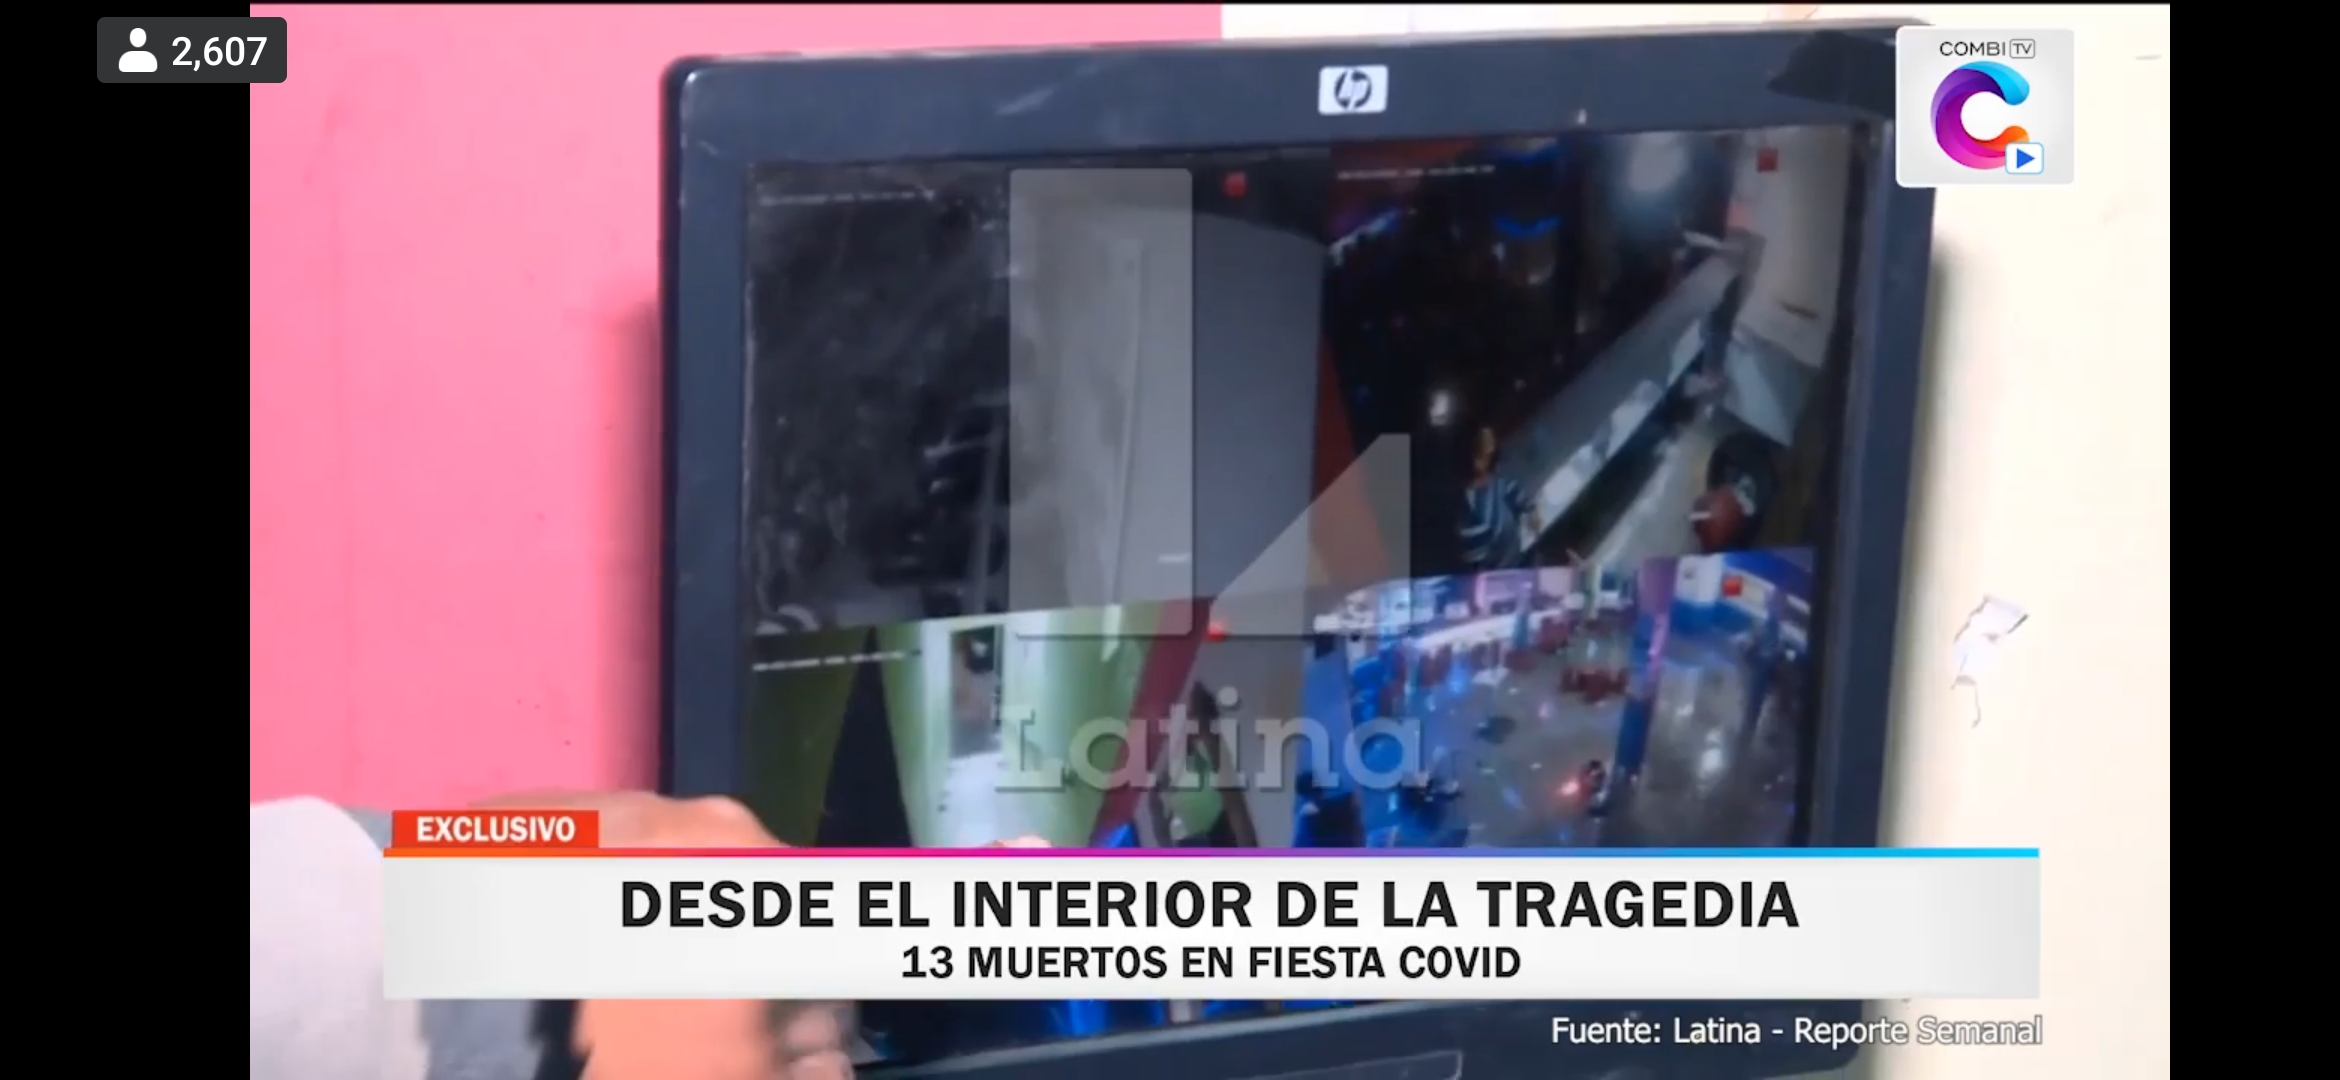 2,607
COMBI TV
hp
Latina
EXCLUSIVO
DESDE EL INTERIOR DE LA TRAGEDIA
13 MUERTOS EN FIESTA COVID
Fuente: Latina - Reporte Semanal